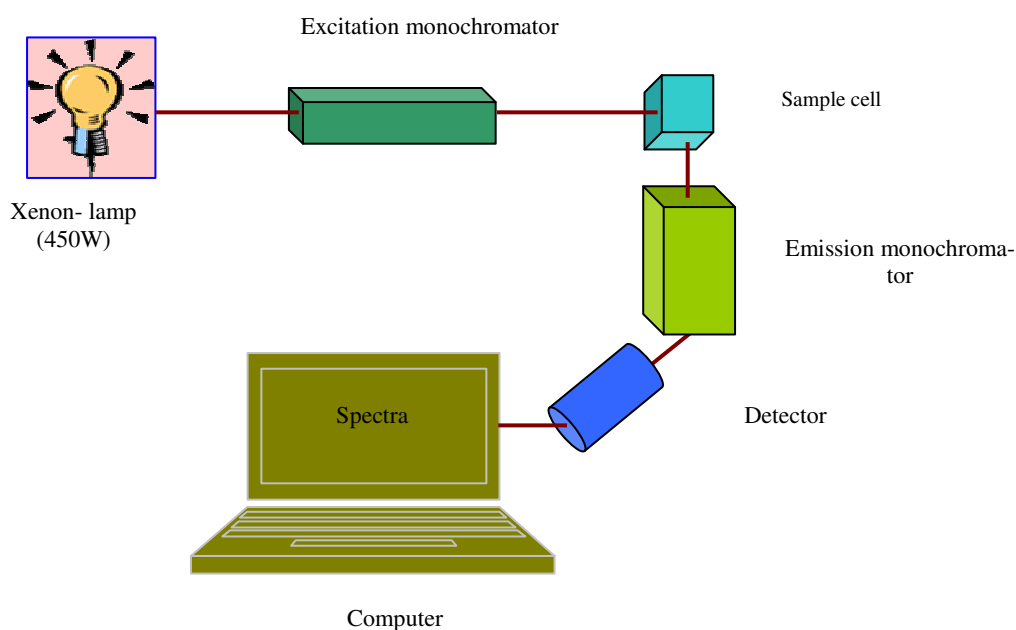 Excitation monochromator
Sample cell
Xenon- lamp
(450W)
Emission monochroma-
tor
Spectra
Detector
Computer